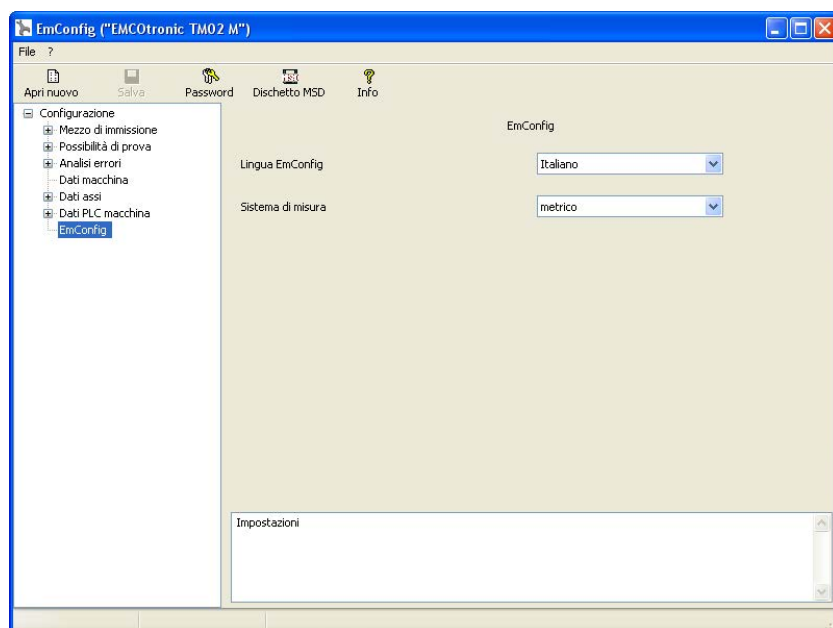 EmConfig ("EMCOtronic TM02 M")
File ?
Apri nuovo Salva Password Dischetto MSD Info
Configurazione
Mezzo di immissione
Possibilità di prova
Analisi errori
Dati macchina
Dati assi
Dati PLC macchina
EmConfig
EmConfig
Lingua EmConfig Italiano
Sistema di misura metrico
Impostazioni